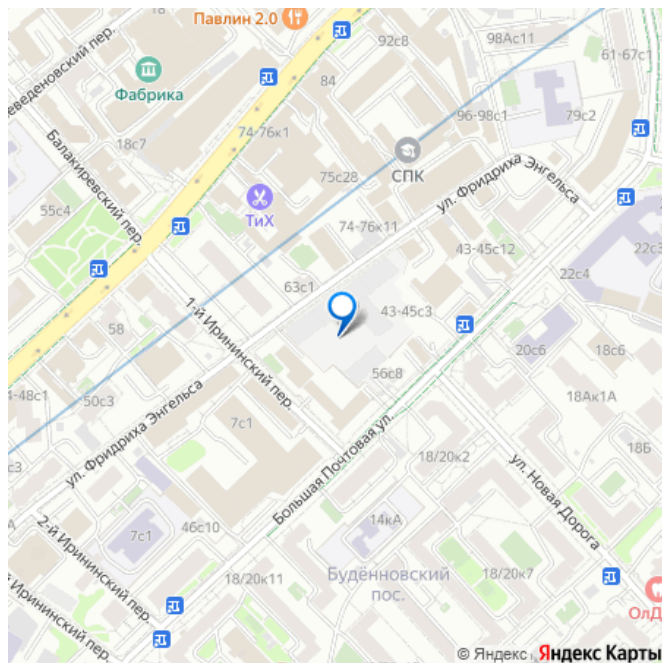 Павлин 2.0
92с8
98Ас11
61-67с1
еведеновский пер.
Фабрика
84
96-98с1
79с2
18с7
74-76к1
Балакиревский пер.
75с28
СПК
ул. Фридриха Энгельса
55с4
ТиХ
74-76к11
43-45с12
22с3
22с4
63с1
1-й Ирининский пер.
43-45с3
58
20с6
18с6
56с8
4-48с1
50с3
18Ак1А
7с1
ул. Фридриха Энгельса
Большая Почтовая ул.
18/20к2
18Б
с3
ул. Новая Дорога
2-й Ирининский пер.
46с10
14кА
7с1
Будённовский
пос.
18/20к11
18/20к7
й Ирининский пер.
ОлД
© Яндекс
Яндекс Карты